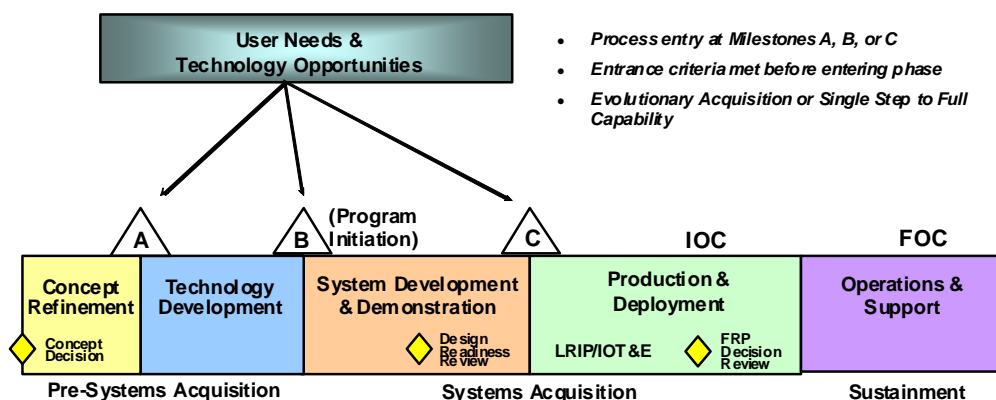 User Needs &
Technology Opportunities
• Process entry at Milestones A, B, or C
• Entrance criteria met before entering phase
• Evolutionary Acquisition or Single Step to Full
Capability
A
B
(Program
Initiation)
C
IOC
FOC
Concept
Refinement
Technology
Development
System Development
& Demonstration
Production &
Deployment
Operations &
Support
Concept
Decision
Design
Readiness
Review
LRIP/IOT&E
FRP
Decision
Review
Pre-Systems Acquisition
Systems Acquisition
Sustainment